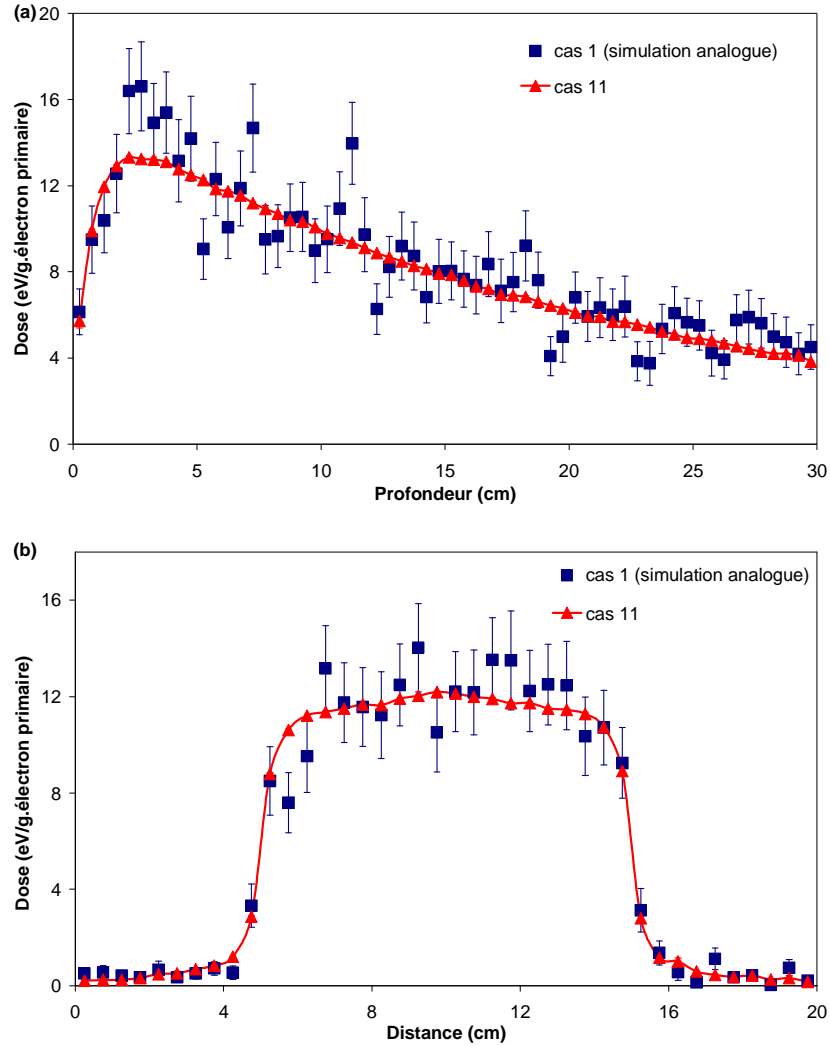 (a)
20
16
12
8
4
0
Dose (eV/g.électron primaire)
cas 1 (simulation analogue)
cas 11
0 5 10 15 20 25 30
Profondeur (cm)
(b)
16
12
8
4
0
Dose (eV/g.électron primaire)
cas 1 (simulation analogue)
cas 11
0 4 8 12 16 20
Distance (cm)